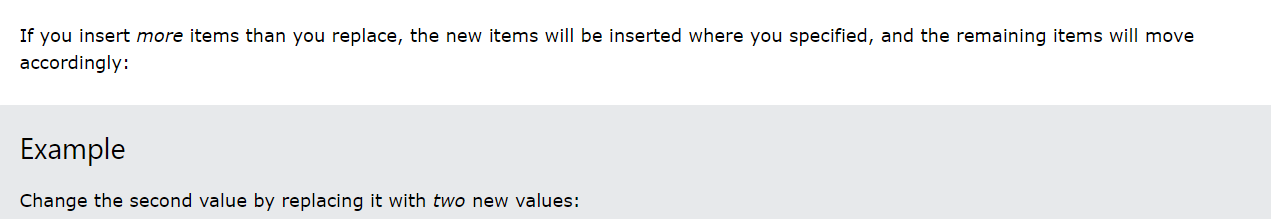 If you insert more items than you replace, the new items will be inserted where you specified, and the remaining items will move
accordingly:
Example
Change the second value by replacing it with two new values: